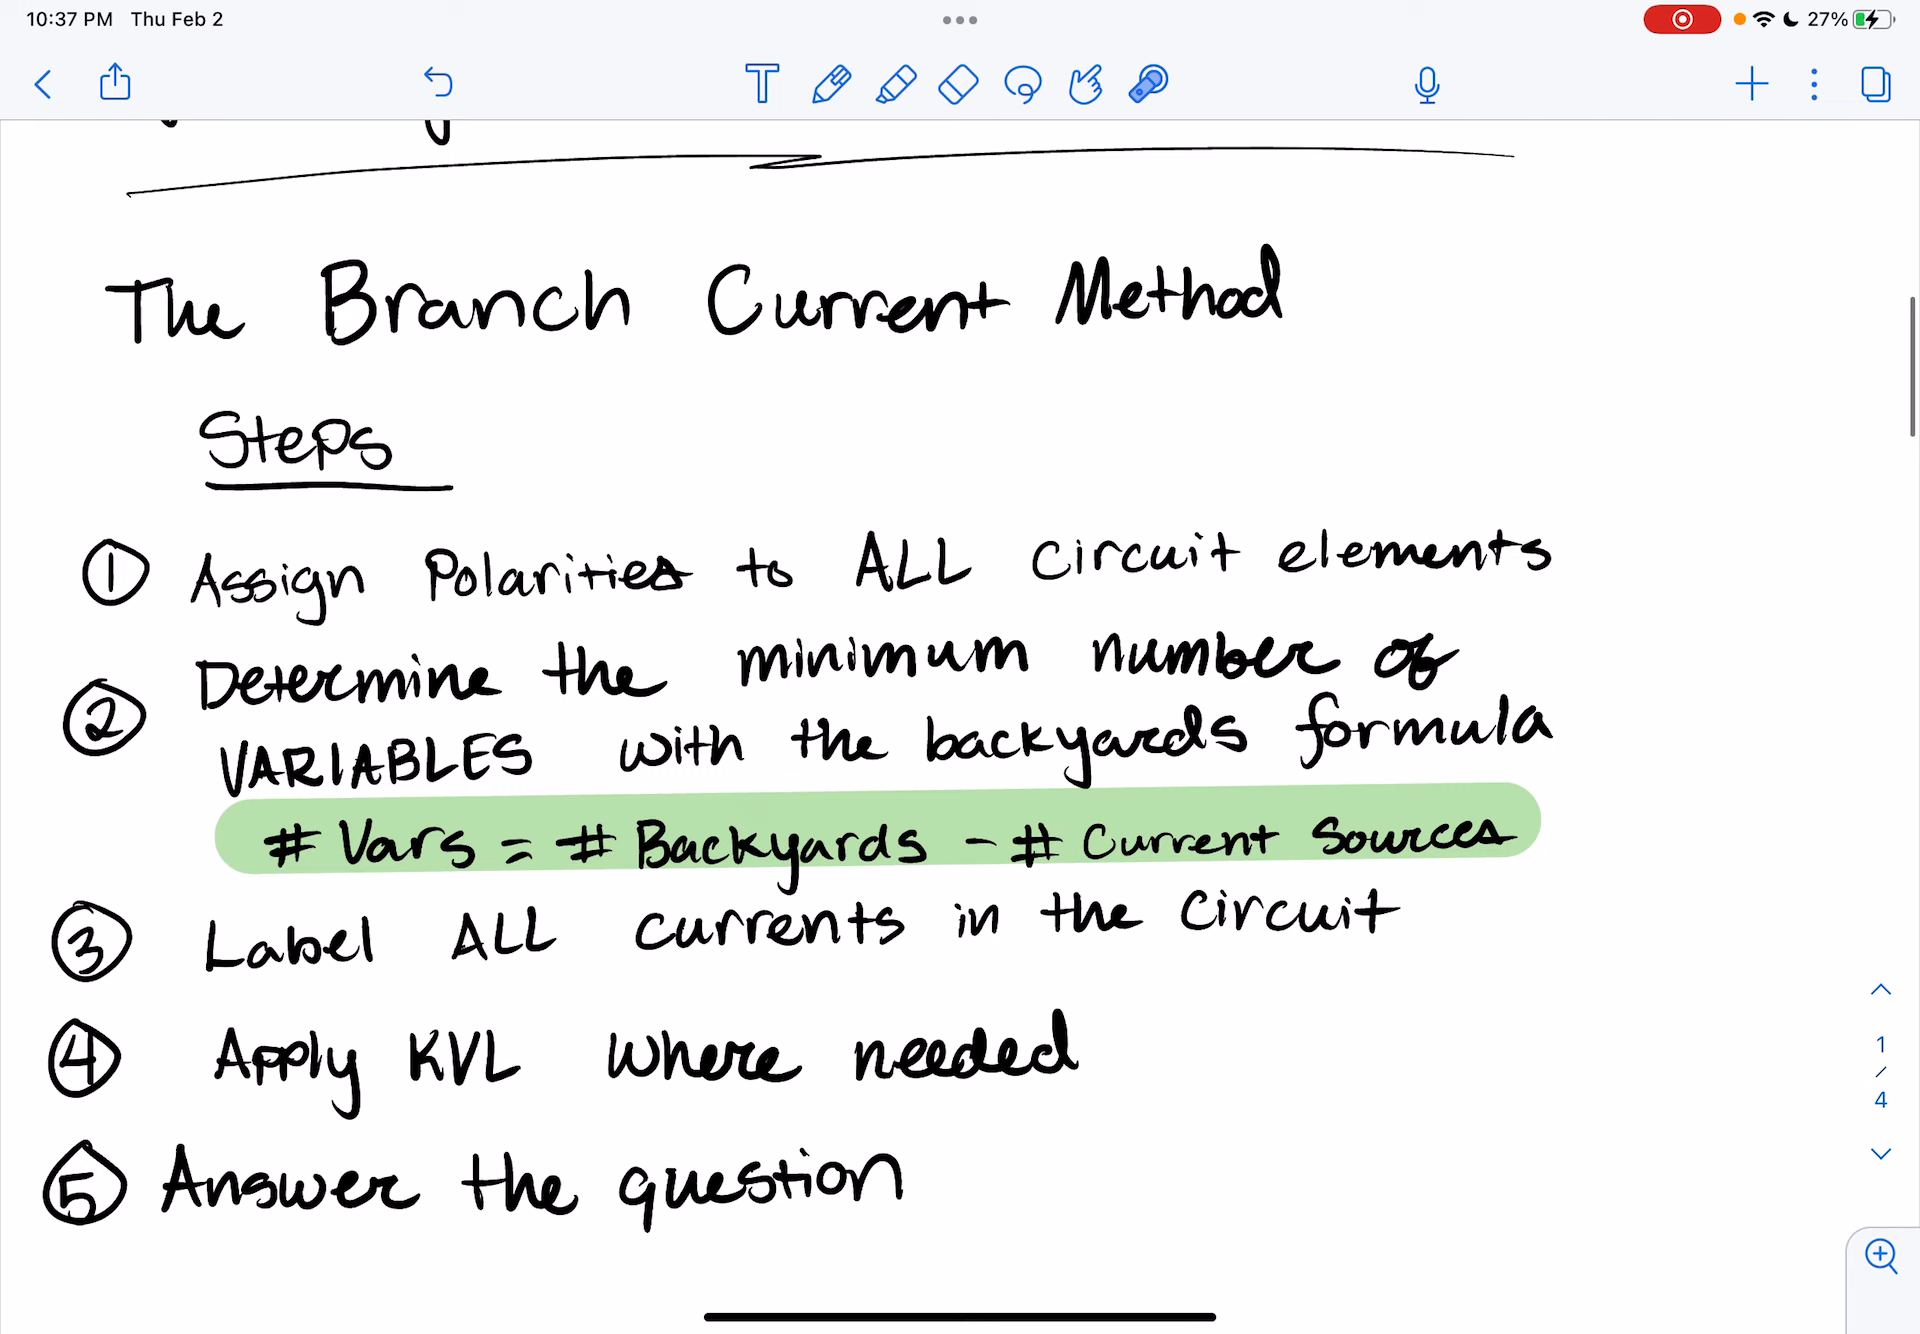 10:37 PM Thu Feb 2
27%
The Branch Current Method
Steps
① Assign Polarities to ALL circuit elements
② Determine the minimum number of
VARIABLES with the backyards formula
# Vars = # Backyards - # Current Sources
③ Label ALL currents in the circuit
④ Apply KVL where needed
⑤ Answer the question
1
/
4